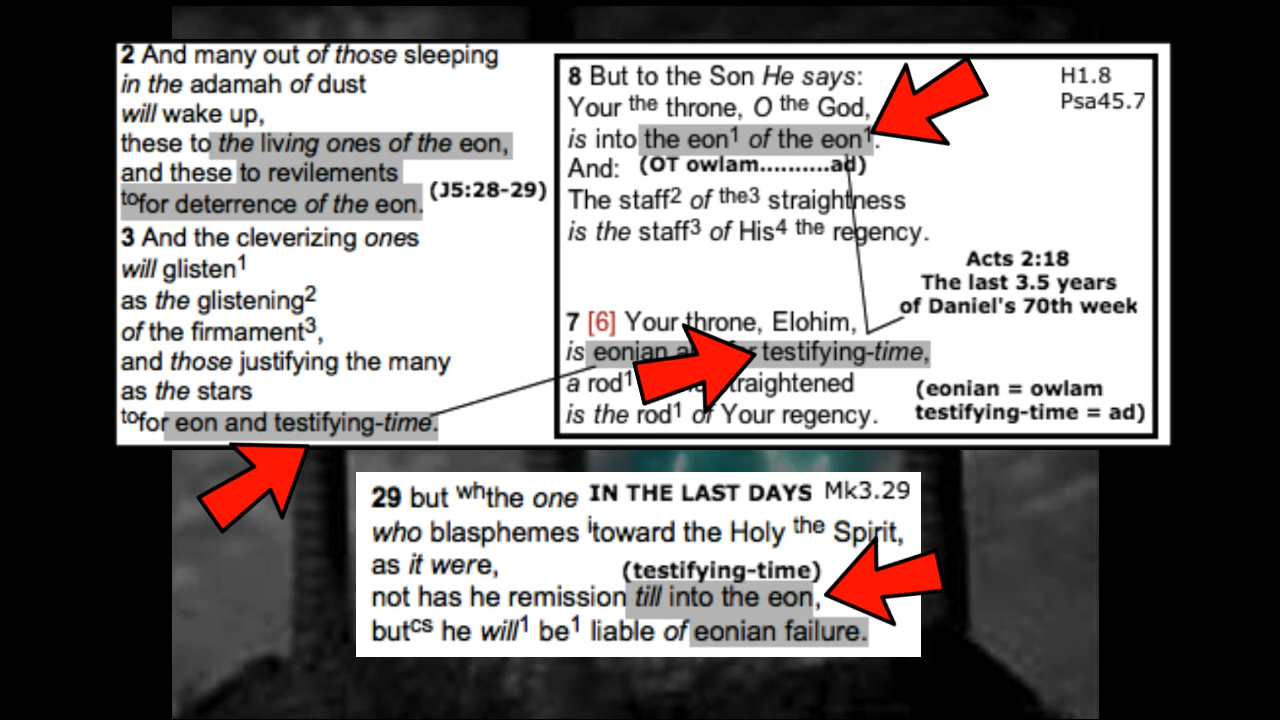 2 And many out of those sleeping
in the adamah of dust
will wake up,
these to the living ones of the eon,
and these to revilements
tofor deterrence of the eon.
(J5:28-29)
3 And the cleverizing ones
will glisten1
as the glistening2
of the firmament3,
and those justifying the many
as the stars
tofor eon and testifying-time.
8 But to the Son He says:
H1.8
Your the throne, O the God,
Psa45.7
is into the eon1 of the eon1.
And: (OT owlam..........ad)
The staff2 of the3 straightness
is the staff3 of His4 the regency.
Acts 2:18
The last 3.5 years
of Daniel's 70th week
7 [6] Your throne, Elohim,
is eonian testifying-time,
a rod1 straightened
is the rod1 of Your regency.
(eonian = owlam
testifying-time = ad)
29 but whthe one IN THE LAST DAYS Mk3.29
who blasphemes itoward the Holy the Spirit,
as it were,
(testifying-time)
not has he remission till into the eon,
butcs he will1 be1 liable of eonian failure.